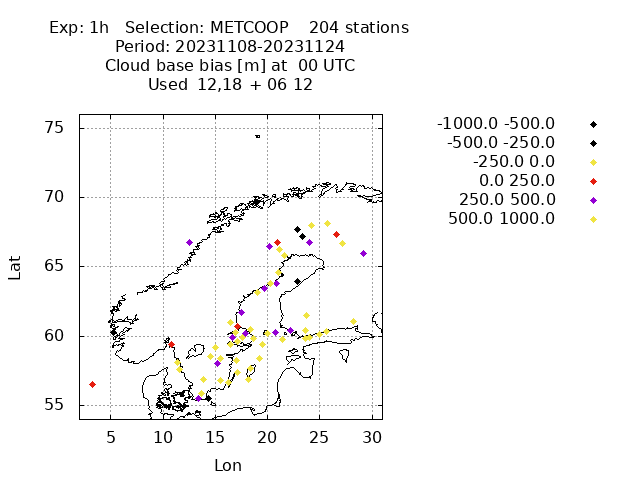 Exp: 1h   Selection: METCOOP    204 stations
Period: 20231108-20231124
Cloud base bias [m] at  00 UTC
Used 12,18 + 06 12
-1000.0 -500.0
-500.0 -250.0
-250.0 0.0
0.0 250.0
250.0 500.0
500.0 1000.0
75
70
65
60
55
Lat
5 10 15 20 25 30
Lon